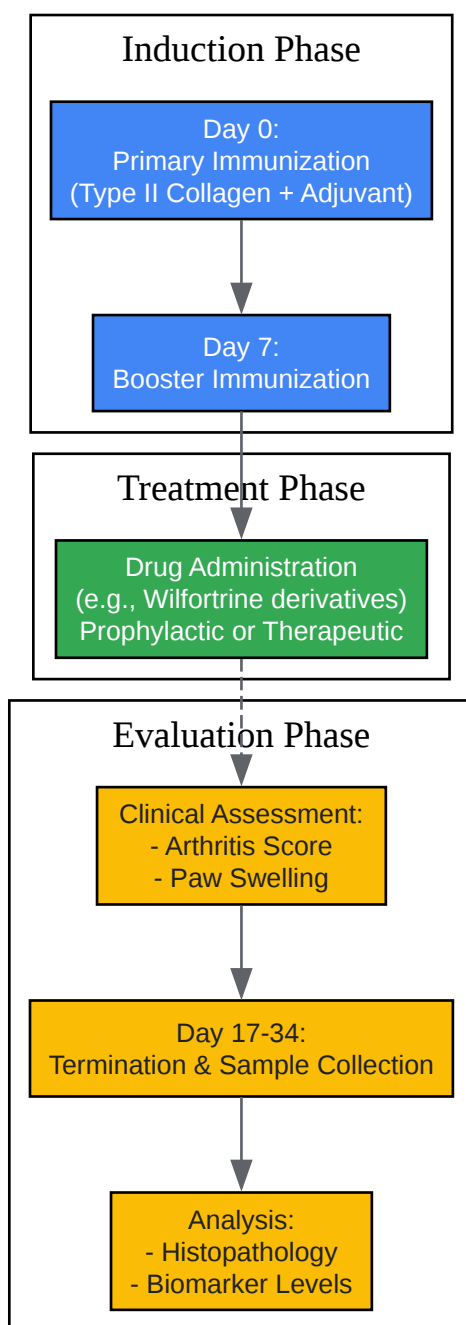 Induction Phase
Day 0:
Primary Immunization
(Type II Collagen + Adjuvant)
Day 7:
Booster Immunization
Treatment Phase
Drug Administration
(e.g., Wilfortrine derivatives)
Prophylactic or Therapeutic
Evaluation Phase
Clinical Assessment:
- Arthritis Score
- Paw Swelling
Day 17-34:
Termination & Sample Collection
Analysis:
- Histopathology
- Biomarker Levels